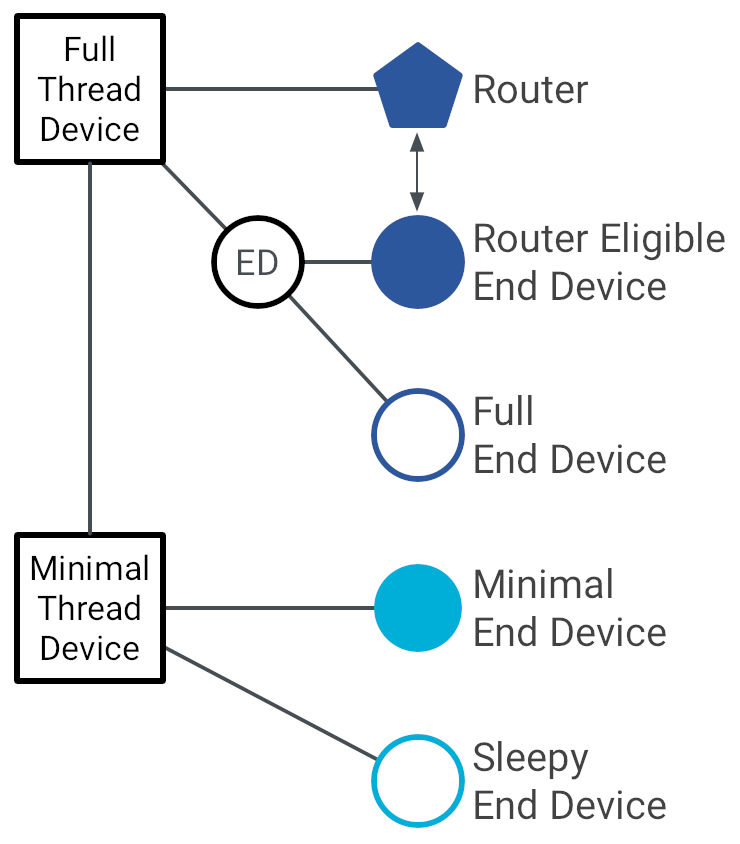 Full
Thread
Device
Router
ED
Router Eligible
End Device
Full
End Device
Minimal
Thread
Device
Minimal
End Device
Sleepy
End Device